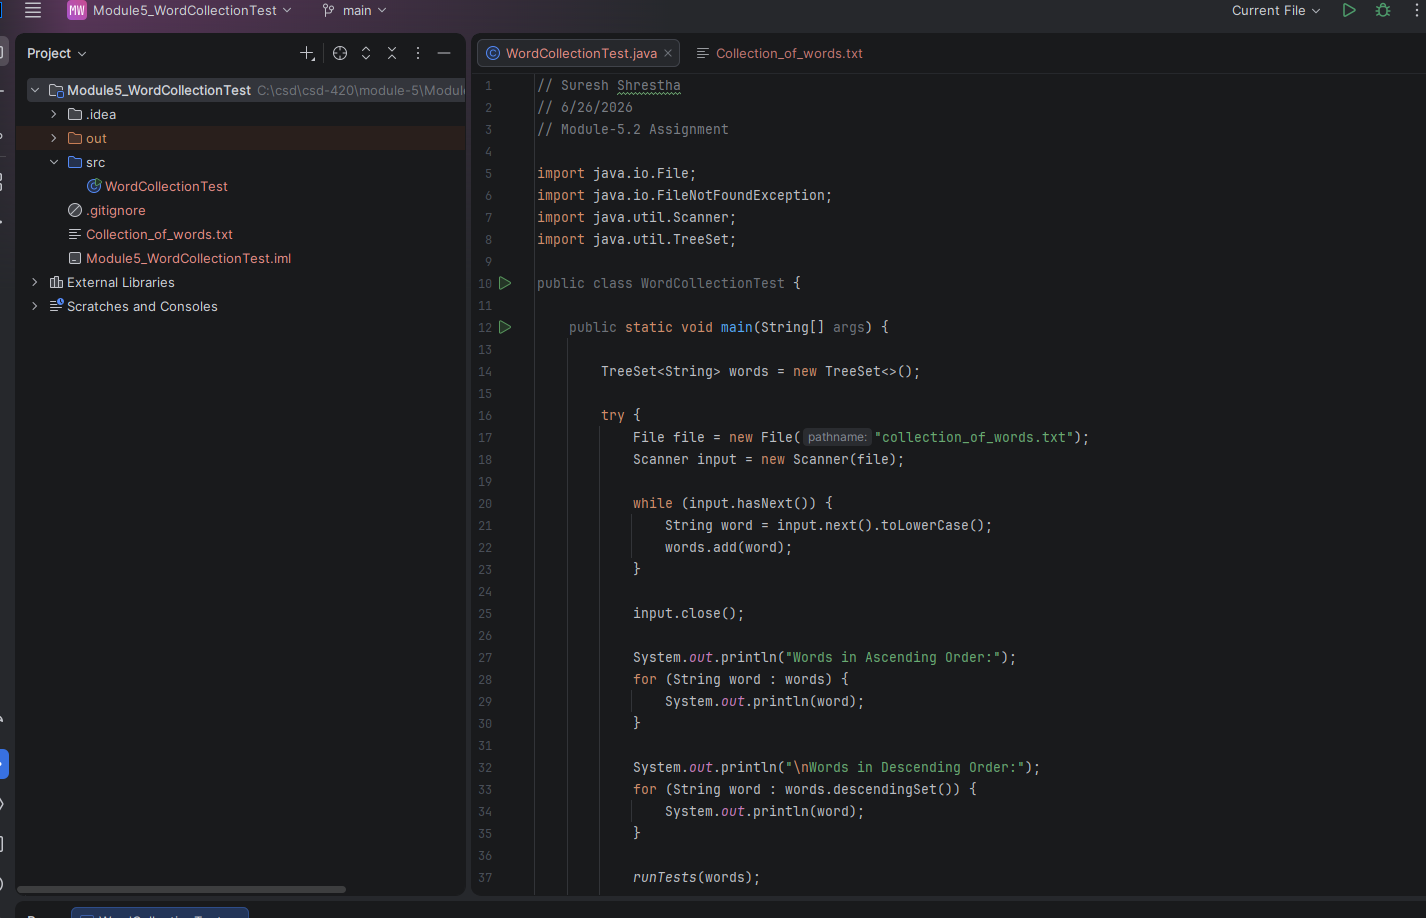 MW Module5_WordCollectionTest main Current File
Project
Module5_WordCollectionTest C:\csd\csd-420\module-5\Modul
.idea
out
src
WordCollectionTest
.gitignore
Collection_of_words.txt
Module5_WordCollectionTest.iml
External Libraries
Scratches and Consoles
WordCollectionTest.java Collection_of_words.txt
1 // Suresh Shrestha
2 // 6/26/2026
3 // Module-5.2 Assignment
4
5 import java.io.File;
6 import java.io.FileNotFoundException;
7 import java.util.Scanner;
8 import java.util.TreeSet;
9
10 public class WordCollectionTest {
11
12 public static void main(String[] args) {
13
14 TreeSet<String> words = new TreeSet<>();
15
16 try {
17 File file = new File( pathname: "collection_of_words.txt");
18 Scanner input = new Scanner(file);
19
20 while (input.hasNext()) {
21 String word = input.next().toLowerCase();
22 words.add(word);
23 }
24
25 input.close();
26
27 System.out.println("Words in Ascending Order:");
28 for (String word : words) {
29 System.out.println(word);
30 }
31
32 System.out.println("\nWords in Descending Order:");
33 for (String word : words.descendingSet()) {
34 System.out.println(word);
35 }
36
37 runTests(words);